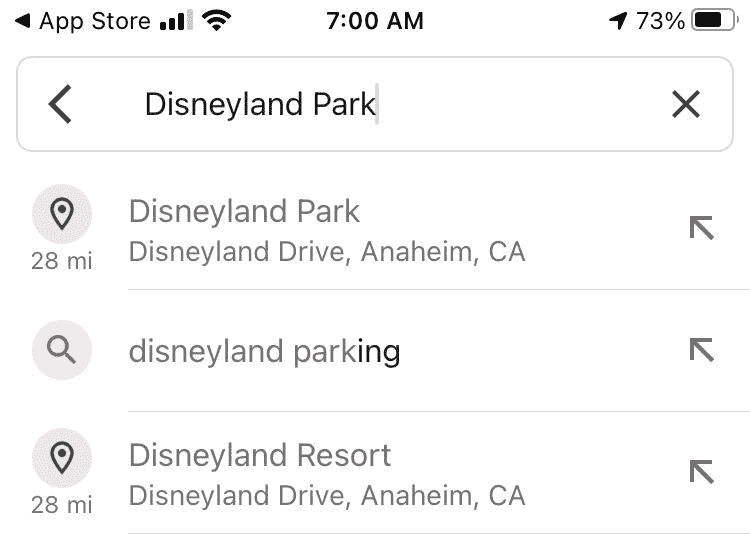 ◀ App Store 7:00 AM 73%
Disneyland Park
Disneyland Park
Disneyland Drive, Anaheim, CA
28 mi
disneyland parking
Disneyland Resort
Disneyland Drive, Anaheim, CA
28 mi